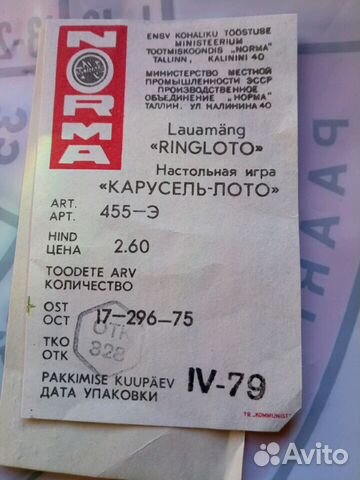 NORMA
ENSV KOHALIKU TÖÖSTUSE
MINISTEERIUM
TOOTMISKOONDIS „NORMA"
TALLINN, KALININI 40
МИНИСТЕРСТВО МЕСТНОЙ
ПРОМЫШЛЕННОСТИ ЭССР
ПРОИЗВОДСТВЕННОЕ
ОБЪЕДИНЕНИЕ „НОРМА"
ТАЛЛИН, УЛ. КАЛИНИНА 40
Lauamäng
«RINGLOTO»
Настольная игра
«КАРУСЕЛЬ-ЛОТО»
ART.
АРТ. 455—Э
HIND
ЦЕНА 2.60
TOODETE ARV
КОЛИЧЕСТВО
OST
ОСТ 17—296—75
TKO
ОТК
ОТК
328
PAKKIMISE KUUPÄEV
ДАТА УПАКОВКИ IV-79
TR. „KOMMUNIST"
Avito